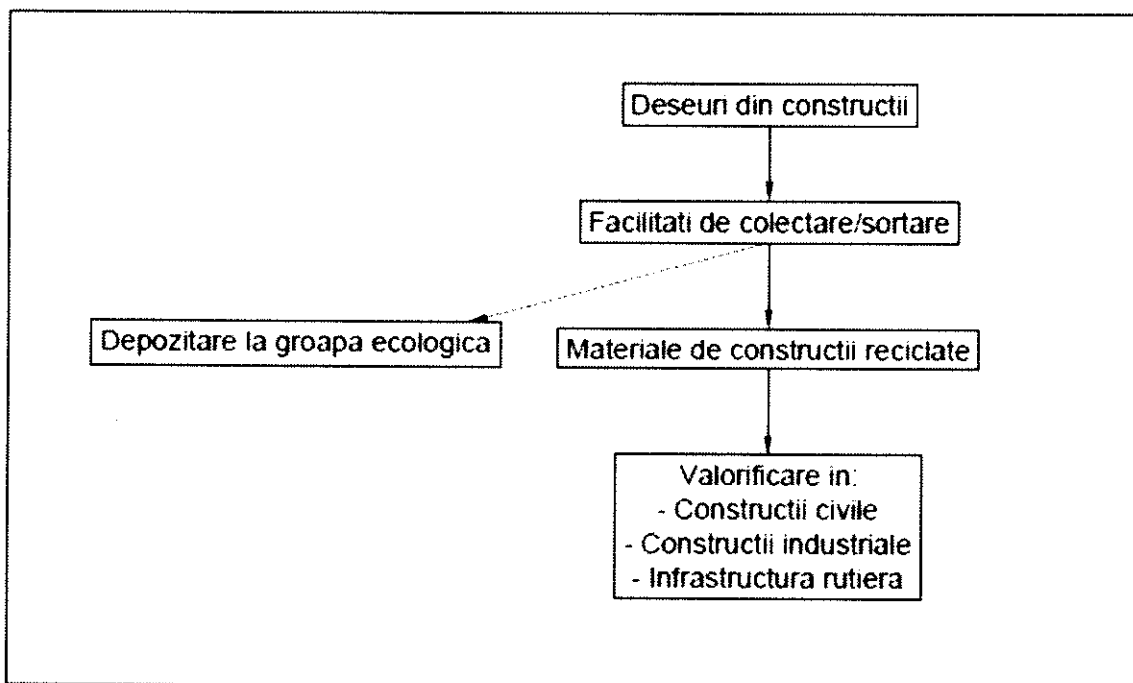 Deseuri din constructii
Facilitati de colectare/sortare
Depozitare la groapa ecologica
Materiale de constructii reciclate
Valorificare in:
- Constructii civile
- Constructii industriale
- Infrastructura rutiera